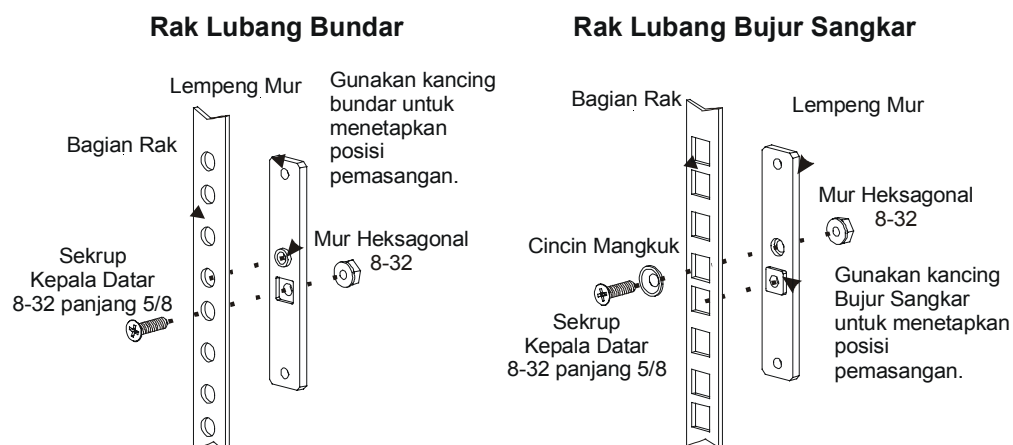 Rak Lubang Bundar
Lempeng Mur
Gunakan kancing
bundar untuk
menetapkan
posisi
pemasangan.
Bagian Rak
Mur Heksagonal
8-32
Sekrup
Kepala Datar
8-32 panjang 5/8
Rak Lubang Bujur Sangkar
Bagian Rak
Lempeng Mur
Mur Heksagonal
8-32
Cincin Mangkuk
Sekrup
Kepala Datar
8-32 panjang 5/8
Gunakan kancing
Bujur Sangkar
untuk menetapkan
posisi
pemasangan.